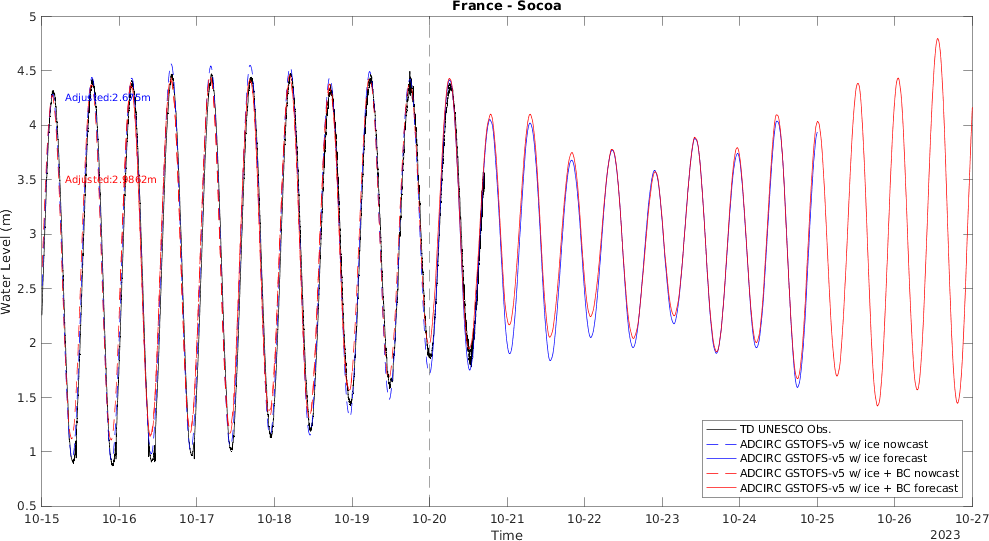 France - Socoa
Water Level (m)
5
4.5
4
3.5
3
2.5
2
1.5
1
0.5
Adjusted:2.695m
Adjusted:2.9862m
TD UNESCO Obs.
ADCIRC GSTOFS-v5 w/ ice nowcast
ADCIRC GSTOFS-v5 w/ ice forecast
ADCIRC GSTOFS-v5 w/ ice + BC nowcast
ADCIRC GSTOFS-v5 w/ ice + BC forecast
10-15 10-16 10-17 10-18 10-19 10-20 10-21 10-22 10-23 10-24 10-25 10-26 10-27
Time
2023